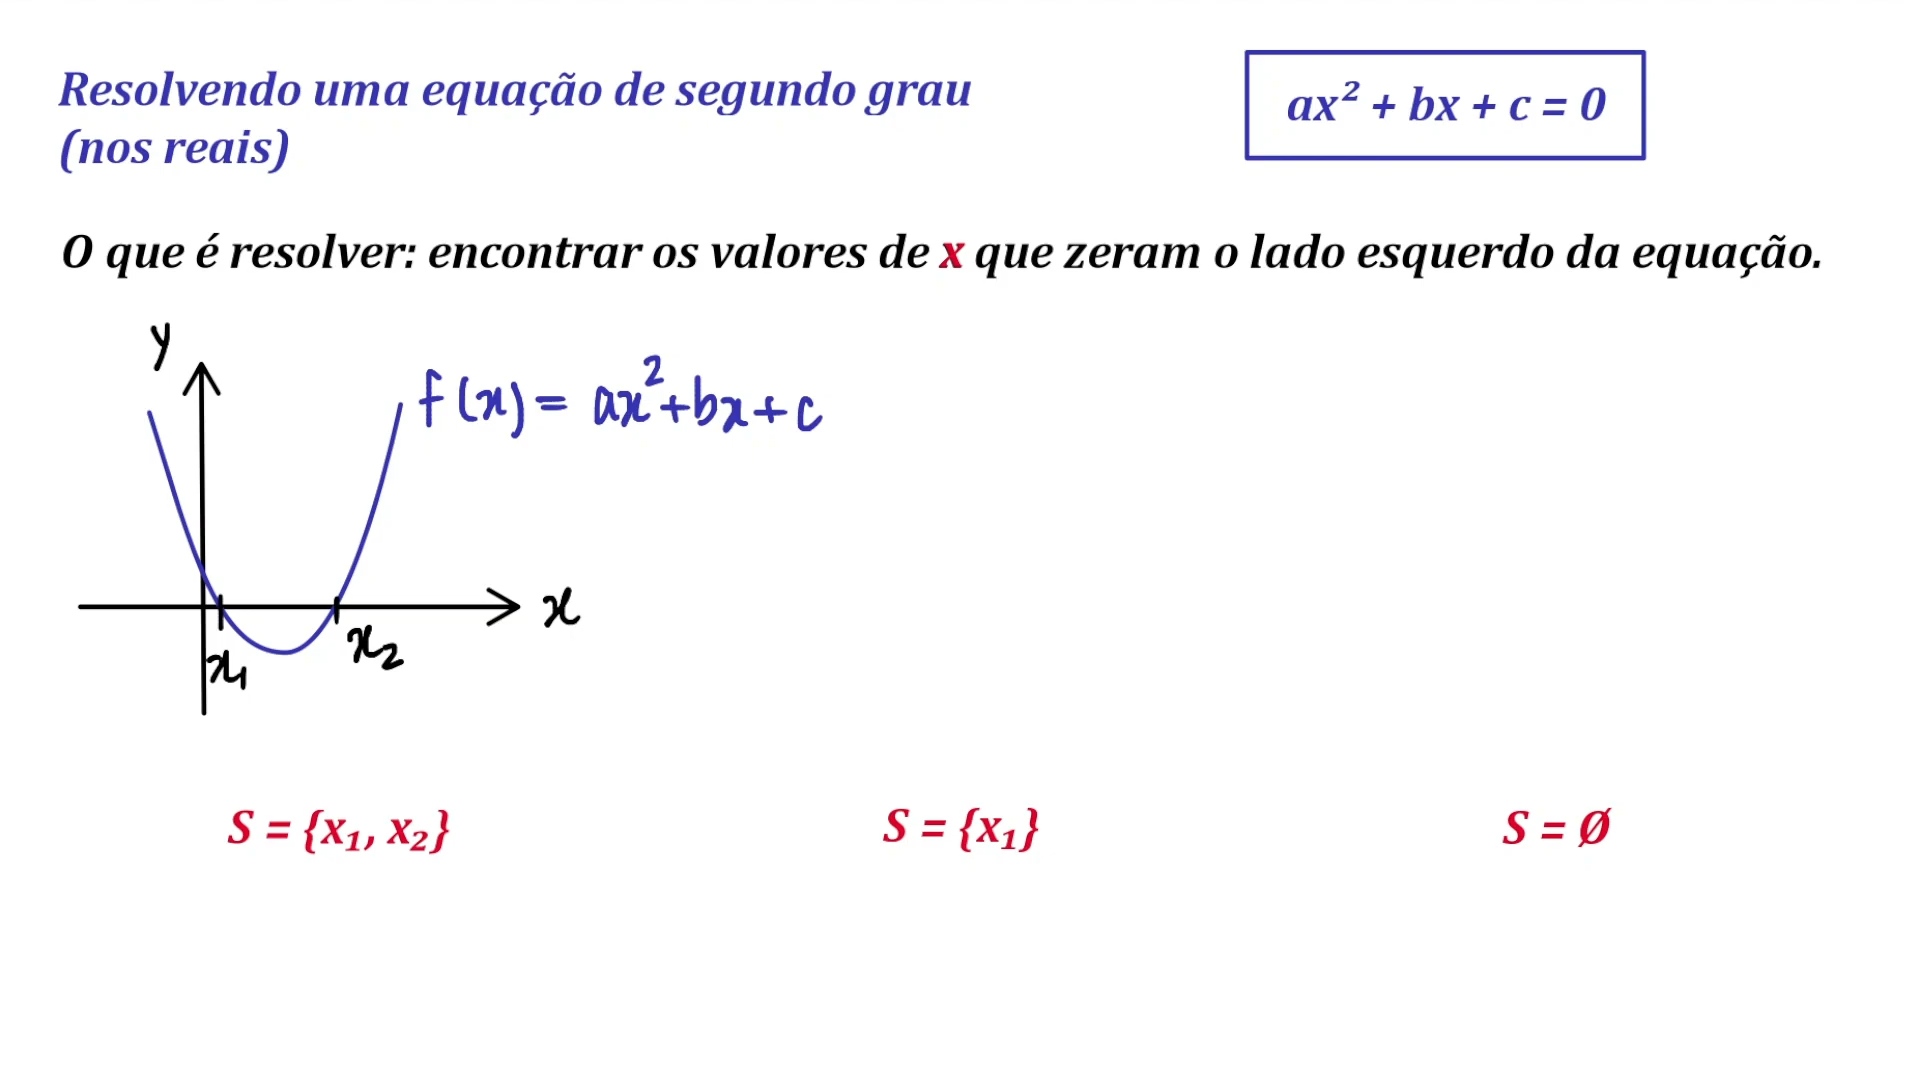 Resolvendo uma equação de segundo grau
(nos reais)
ax² + bx + c = 0
O que é resolver: encontrar os valores de x que zeram o lado esquerdo da equação.
y
f(x) = ax²+bx+c
x
x₁
x₂
S = {x₁, x₂}
S = {x₁}
S = Ø